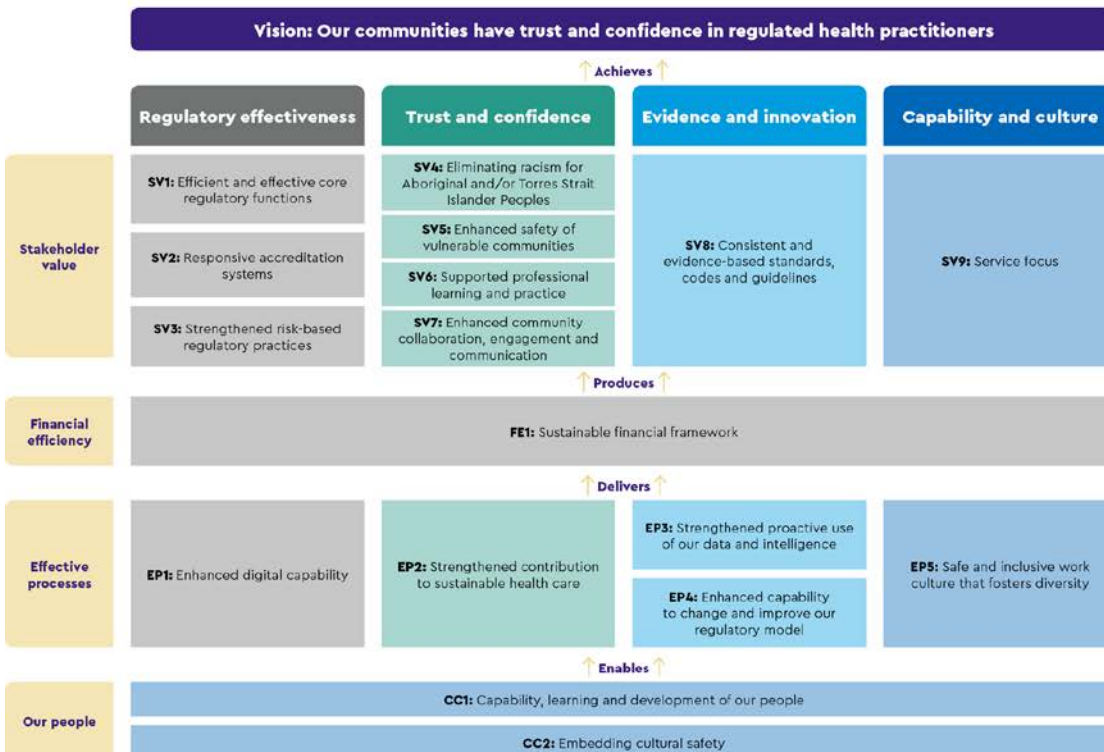 Vision: Our communities have trust and confidence in regulated health practitioners
Achieves
Regulatory effectiveness
Trust and confidence
Evidence and innovation
Capability and culture
Stakeholder
value
SV1: Efficient and effective core
regulatory functions
SV2: Responsive accreditation
systems
SV3: Strengthened risk-based
regulatory practices
SV4: Eliminating racism for
Aboriginal and/or Torres Strait
Islander Peoples
SV5: Enhanced safety of
vulnerable communities
SV6: Supported professional
learning and practice
SV7: Enhanced community
collaboration, engagement and
communication
SV8: Consistent and
evidence-based standards,
codes and guidelines
SV9: Service focus
Produces
Financial
efficiency
FE1: Sustainable financial framework
Delivers
Effective
processes
EP1: Enhanced digital capability
EP2: Strengthened contribution
to sustainable health care
EP3: Strengthened proactive use
of our data and intelligence
EP4: Enhanced capability
to change and improve our
regulatory model
EP5: Safe and inclusive work
culture that fosters diversity
Enables
Our people
CC1: Capability, learning and development of our people
CC2: Embedding cultural safety